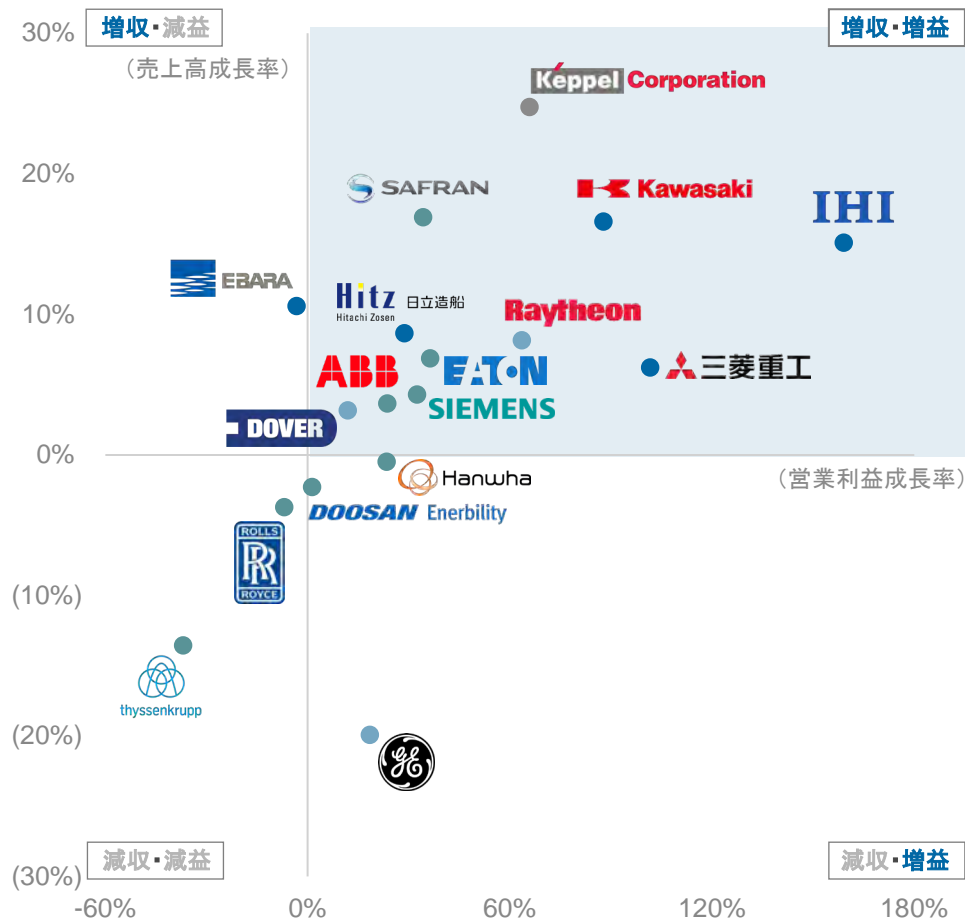 30%
増収・減益
増収・増益
（売上高成長率）
Keppel Corporation
20%
SAFRAN
Kawasaki
IHI
EBARA
Hitz 日立造船
Hitachi Zosen
10%
Raytheon
ABB
EATON
三菱重工
SIEMENS
DOVER
0%
（営業利益成長率）
Hanwha
DOOSAN Enerbility
ROLLS
RR
ROYCE
(10%)
thyssenkrupp
(20%)
GE
減収・減益
減収・増益
(30%)
-60%
0%
60%
120%
180%